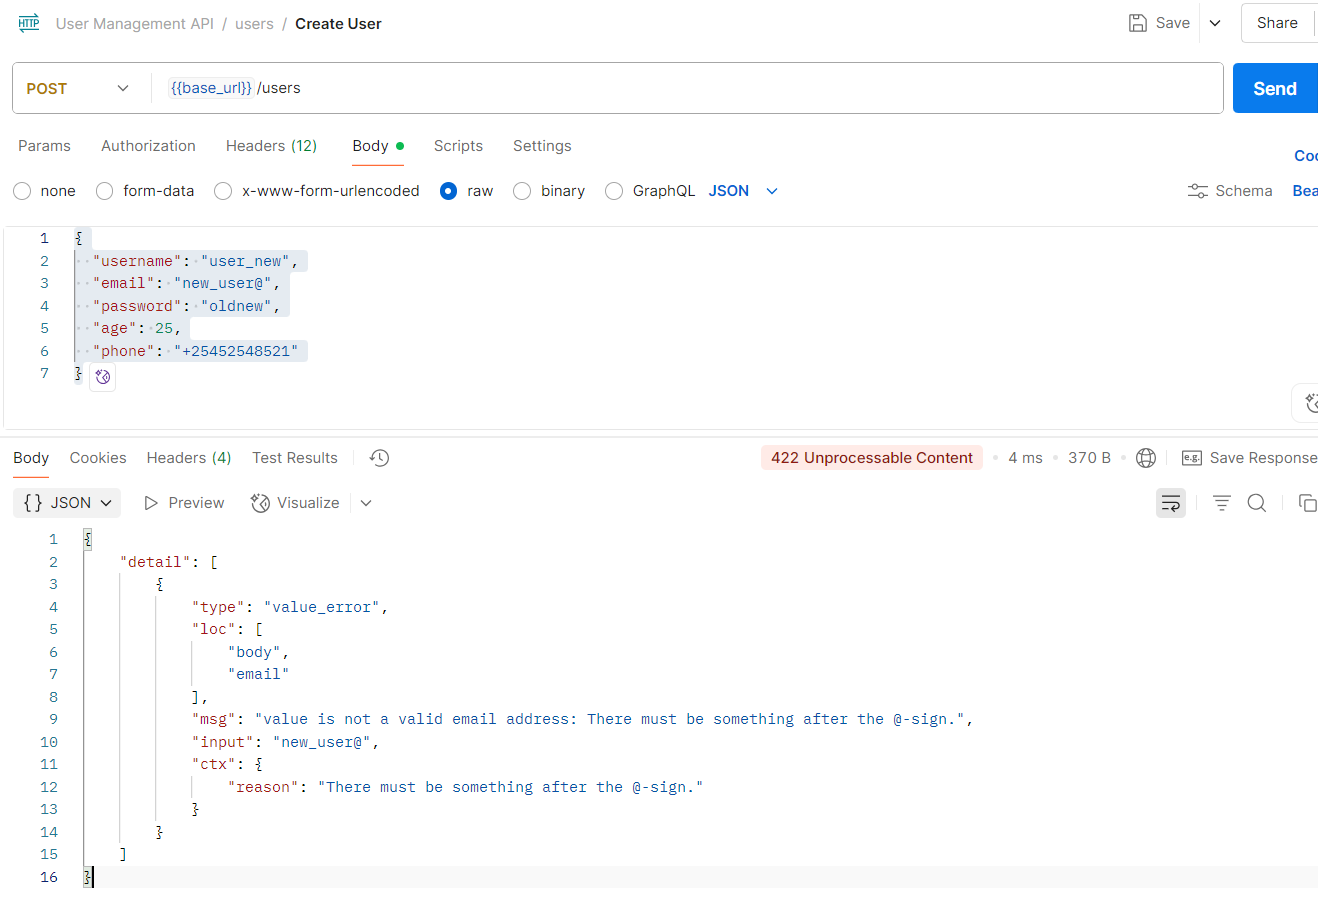 HTTP User Management API / users / Create User Save Share
POST {{base_url}} /users Send
Params Authorization Headers (12) Body Scripts Settings
none form-data x-www-form-urlencoded raw binary GraphQL JSON Schema
1 {
2 "username": "user_new",
3 "email": "new_user@",
4 "password": "oldnew",
5 "age": 25,
6 "phone": "+25452548521"
7 }
Body Cookies Headers (4) Test Results 422 Unprocessable Content 4 ms 370 B e.g. Save Response
{} JSON Preview Visualize
1 {
2 "detail": [
3 {
4 "type": "value_error",
5 "loc": [
6 "body",
7 "email"
8 ],
9 "msg": "value is not a valid email address: There must be something after the @-sign.",
10 "input": "new_user@",
11 "ctx": {
12 "reason": "There must be something after the @-sign."
13 }
14 }
15 ]
16 }